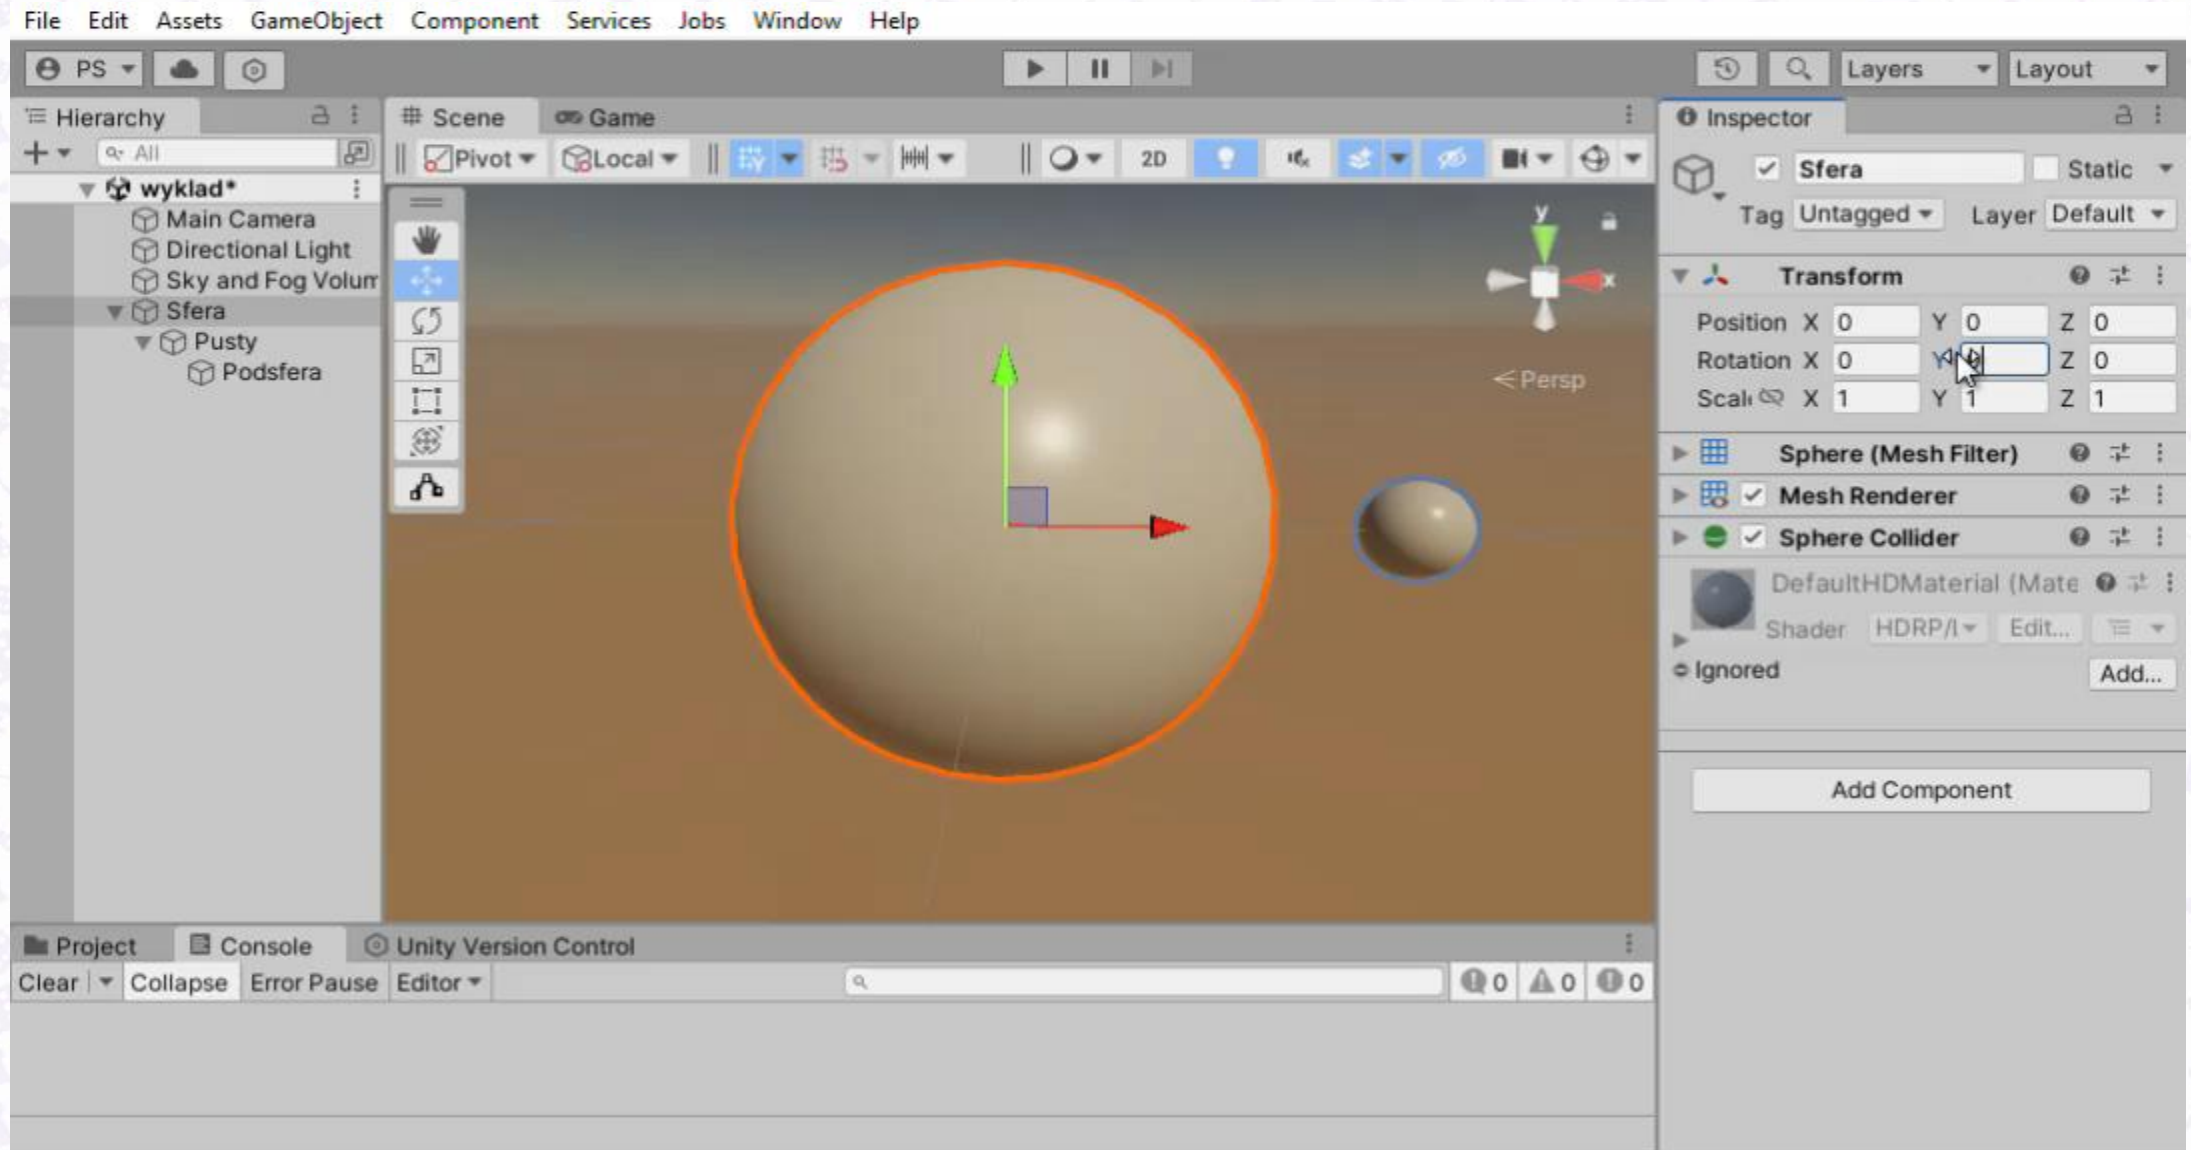 File Edit Assets GameObject Component Services Jobs Window Help
PS Layers Layout
Hierarchy
All
wyklad*
Main Camera
Directional Light
Sky and Fog Volum
Sfera
Pusty
Podsfera
Scene Game
Pivot Local 2D
y
x
Persp
Inspector
Sfera Static
Tag Untagged Layer Default
Transform
Position X 0 Y 0 Z 0
Rotation X 0 Y Z 0
Scal X 1 Y 1 Z 1
Sphere (Mesh Filter)
Mesh Renderer
Sphere Collider
DefaultHDMaterial (Mate
Shader HDRP/l Edit...
Ignored
Add...
Add Component
Project Console Unity Version Control
Clear Collapse Error Pause Editor 0 0 0